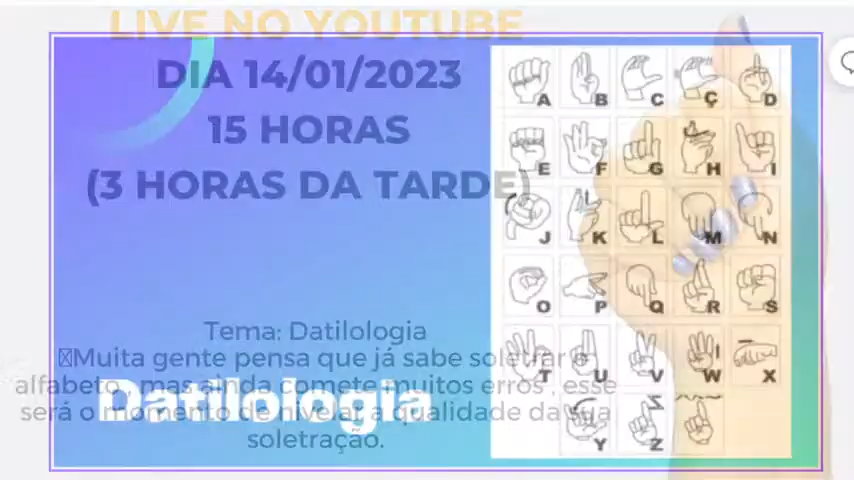 LIVE NO YOUTUBE
DIA 14/01/2023
15 HORAS
(3 HORAS DA TARDE)
Tema: Datilologia
Muita gente pensa que já sabe soletrar o
alfabeto, mas ainda comete muitos erros, esse
será o momento de nivelar a qualidade da sua
soletração.
Datilologia
A B C Ç D
E F G H I
J K L M N
O P Q R S
T U V W X
Y Z